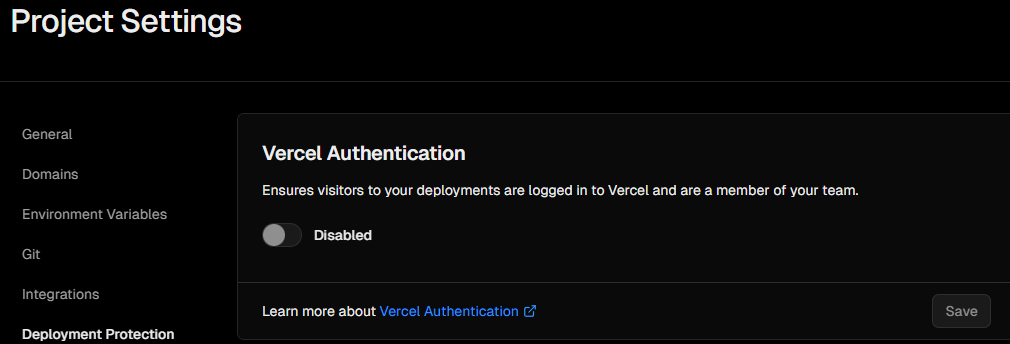 Project Settings
General
Domains
Environment Variables
Git
Integrations
Deployment Protection
Vercel Authentication
Ensures visitors to your deployments are logged in to Vercel and are a member of your team.
Disabled
Learn more about Vercel Authentication
Save